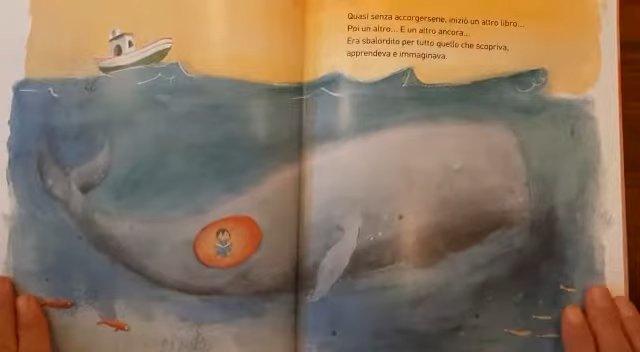 Quasi senza accorgersene, iniziò un altro libro...
Poi un altro... E un altro ancora...
Era sbalordito per tutto quello che scopriva,
apprendeva e immaginava.